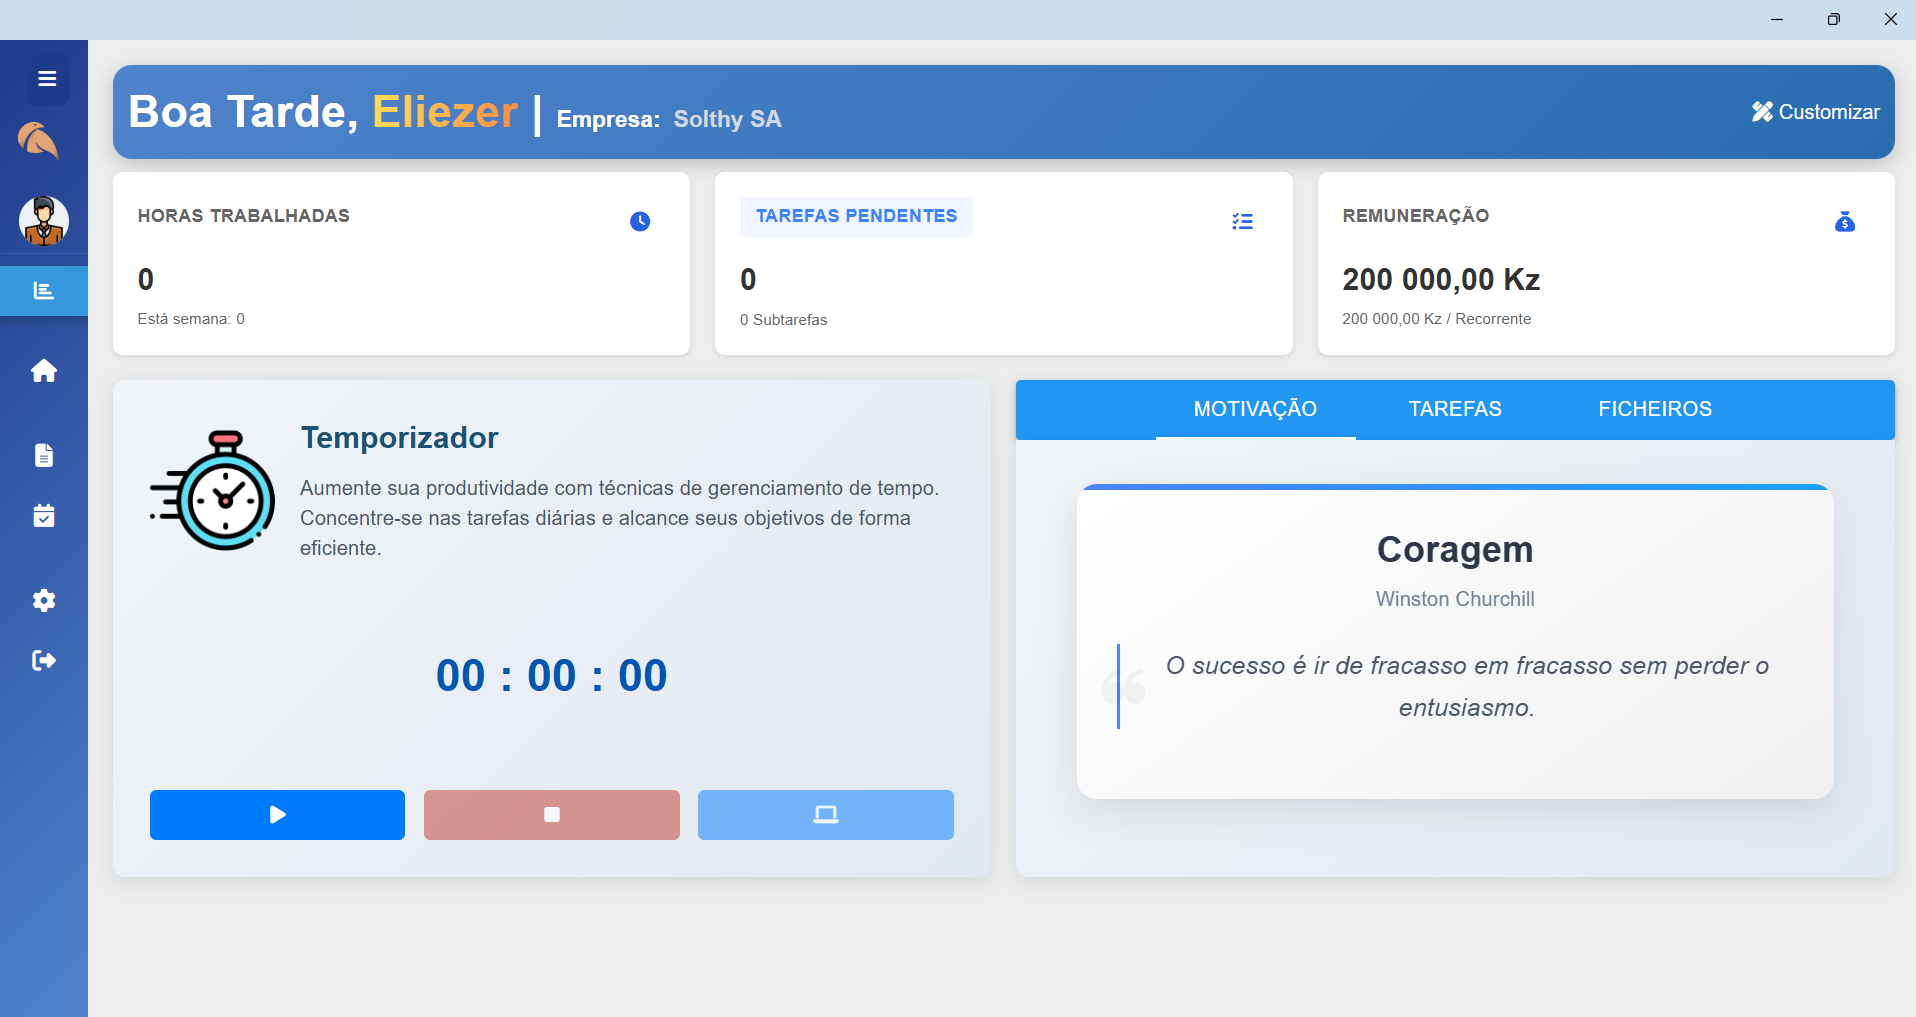 Boa Tarde, Eliezer | Empresa: Solthy SA
Customizar
HORAS TRABALHADAS
0
Está semana: 0
TAREFAS PENDENTES
0
0 Subtarefas
REMUNERAÇÃO
200 000,00 Kz
200 000,00 Kz / Recorrente
Temporizador
Aumente sua produtividade com técnicas de gerenciamento de tempo.
Concentre-se nas tarefas diárias e alcance seus objetivos de forma
eficiente.
00 : 00 : 00
MOTIVAÇÃO
TAREFAS
FICHEIROS
Coragem
Winston Churchill
O sucesso é ir de fracasso em fracasso sem perder o
entusiasmo.